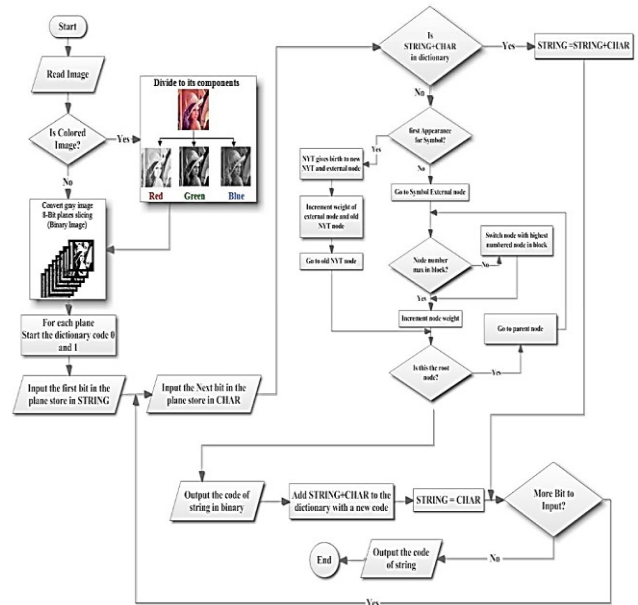 Start
Read Image
Is Colored
Image?
Yes
No
Divide to its components
Red
Green
Blue
Convert gray image
8-Bit planes slicing
(Binary Image)
For each plane
Start the dictionary code 0
and 1
Input the first bit in the
plane store in STRING
Input the Next bit in the
plane store in CHAR
Is
STRING+CHAR
in dictionary
Yes
STRING =STRING+CHAR
No
first Appearance
for Symbol?
Yes
No
NYT gives birth to new
NYT and external node
Increment weight of
external node and old
NYT node
Go to old NYT node
Go to Symbol External node
Node number
max in block?
No
Switch node with highest
numbered node in block
Yes
Increment node weight
Is this the root
node?
Yes
Go to parent node
Output the code of
string in binary
Add STRING+CHAR to the
dictionary with a new code
STRING = CHAR
More Bit to
Input?
No
Output the code
of string
End
Yes